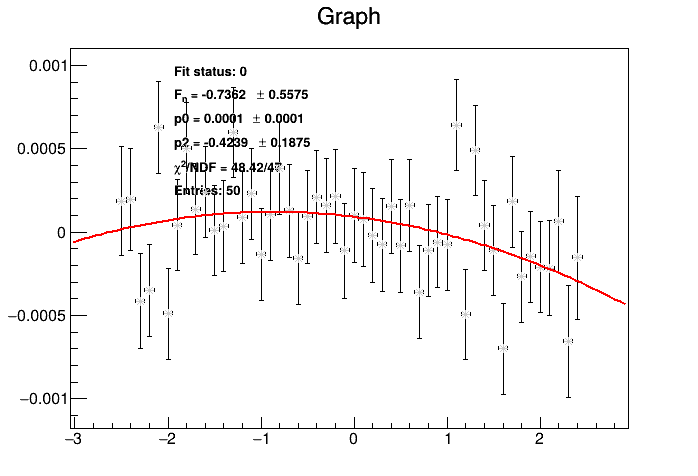 Graph
Fit status: 0
Fn = -0.7362 ± 0.5575
p0 = 0.0001 ± 0.0001
p2 = -0.4239 ± 0.1875
χ²/NDF = 48.42/47
Entries: 50
0.001
0.0005
0
−0.0005
−0.001
−3 −2 −1 0 1 2